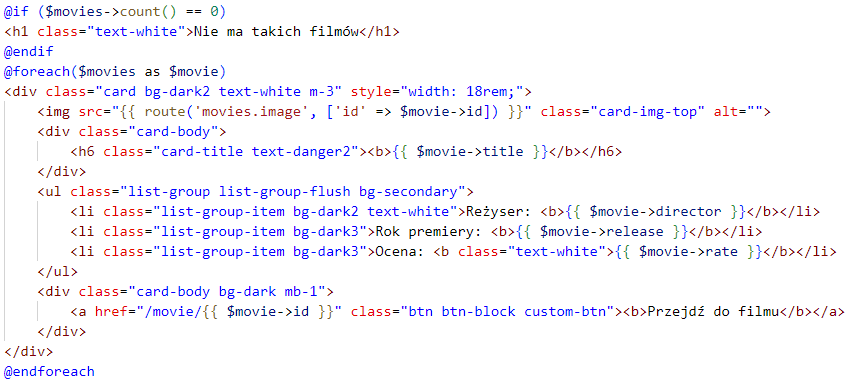 @if ($movies->count() == 0)
<h1 class="text-white">Nie ma takich filmów</h1>
@endif
@foreach($movies as $movie)
<div class="card bg-dark2 text-white m-3" style="width: 18rem;">
    <img src="{{ route('movies.image', ['id' => $movie->id]) }}" class="card-img-top" alt="">
    <div class="card-body">
        <h6 class="card-title text-danger2"><b>{{ $movie->title }}</b></h6>
    </div>
    <ul class="list-group list-group-flush bg-secondary">
        <li class="list-group-item bg-dark2 text-white">Reżyser: <b>{{ $movie->director }}</b></li>
        <li class="list-group-item bg-dark3">Rok premiery: <b>{{ $movie->release }}</b></li>
        <li class="list-group-item bg-dark3">Ocena: <b class="text-white">{{ $movie->rate }}</b></li>
    </ul>
    <div class="card-body bg-dark mb-1">
        <a href="/movie/{{ $movie->id }}" class="btn btn-block custom-btn"><b>Przejdź do filmu</b></a>
    </div>
</div>
@endforeach